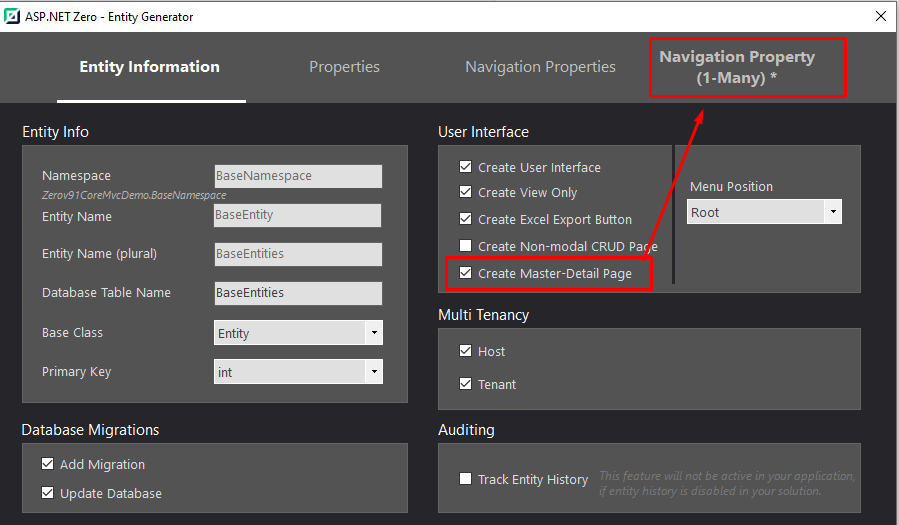 ASP.NET Zero - Entity Generator
Entity Information
Properties
Navigation Properties
Navigation Property
(1-Many) *
Entity Info
Namespace
BaseNamespace
Zerov91CoreMvcDemo.BaseNamespace
Entity Name
BaseEntity
Entity Name (plural)
BaseEntities
Database Table Name
BaseEntities
Base Class
Entity
Primary Key
int
Database Migrations
Add Migration
Update Database
User Interface
Create User Interface
Create View Only
Create Excel Export Button
Create Non-modal CRUD Page
Create Master-Detail Page
Menu Position
Root
Multi Tenancy
Host
Tenant
Auditing
Track Entity History
This feature will not be active in your application,
if entity history is disabled in your solution.